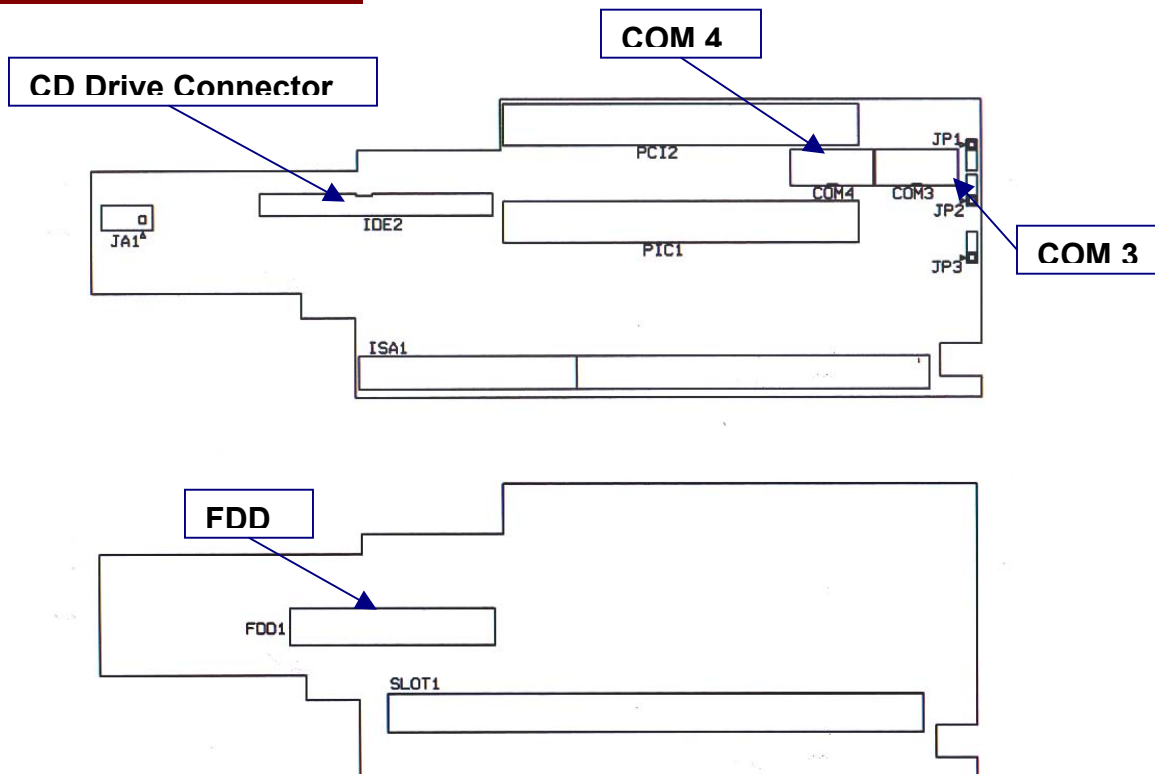 COM 4
CD Drive Connector
JP1
PCI2
COM4 COM3
JP2
JA1
IDE2
PIC1
COM 3
JP3
ISA1
FDD
FDD1
SLOT1